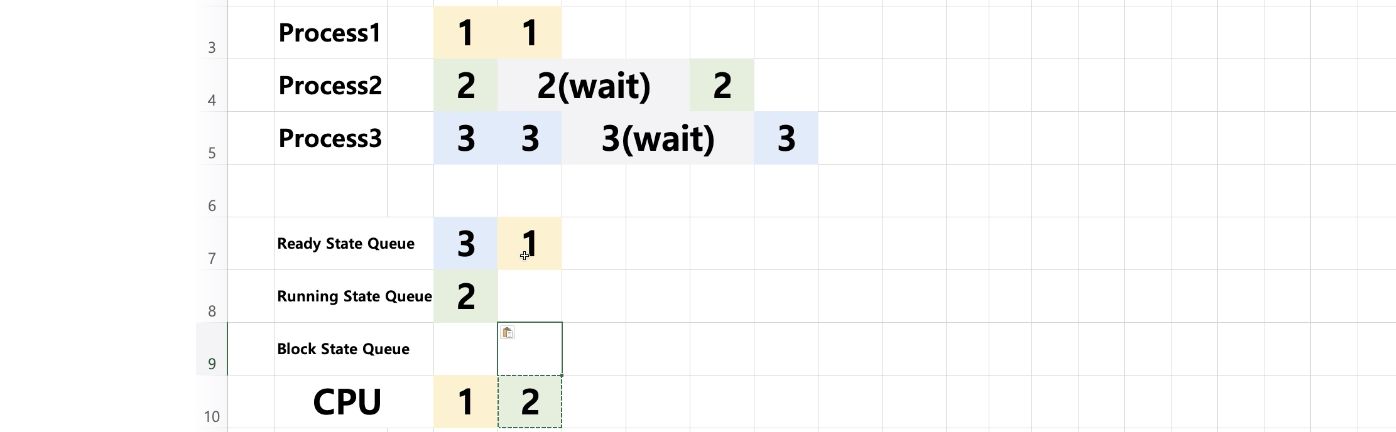 3 Process1 1 1
4 Process2 2 2(wait) 2
5 Process3 3 3 3(wait) 3
6
7 Ready State Queue 3 1
8 Running State Queue 2
9 Block State Queue
10 CPU 1 2